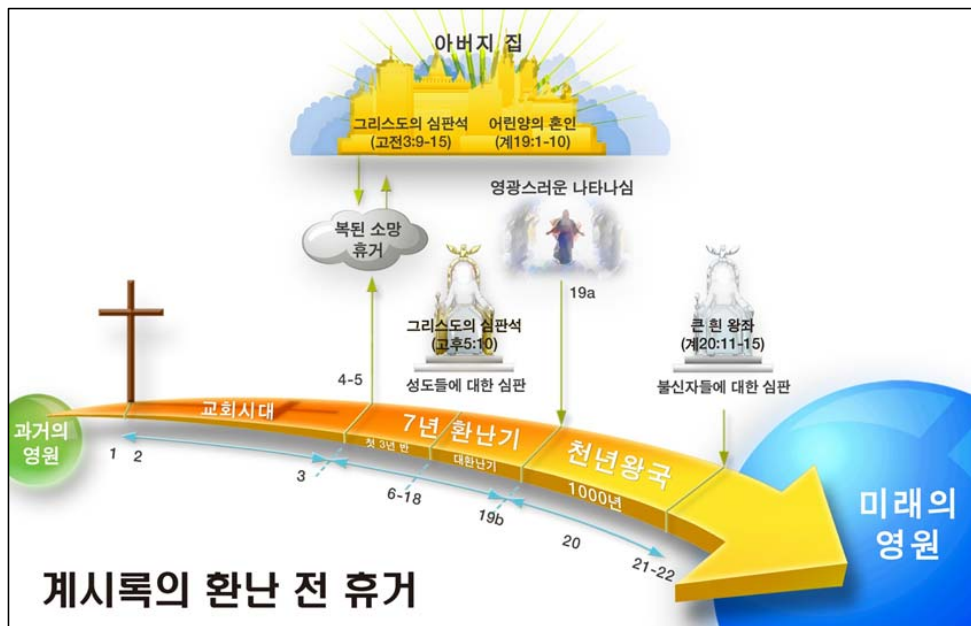 아버지 집
그리스도의 심판석
(고전3:9-15)
어린양의 혼인
(계19:1-10)
영광스러운 나타나심
복된 소망
휴거
19a
그리스도의 심판석
(고후5:10)
성도들에 대한 심판
큰 흰 왕좌
(계20:11-15)
불신자들에 대한 심판
4-5
과거의
영원
교회시대
7년 환난기
첫 3년 반
대환난기
천년왕국
1000년
미래의
영원
1
2
3
6-18
19b
20
21-22
계시록의 환난 전 휴거